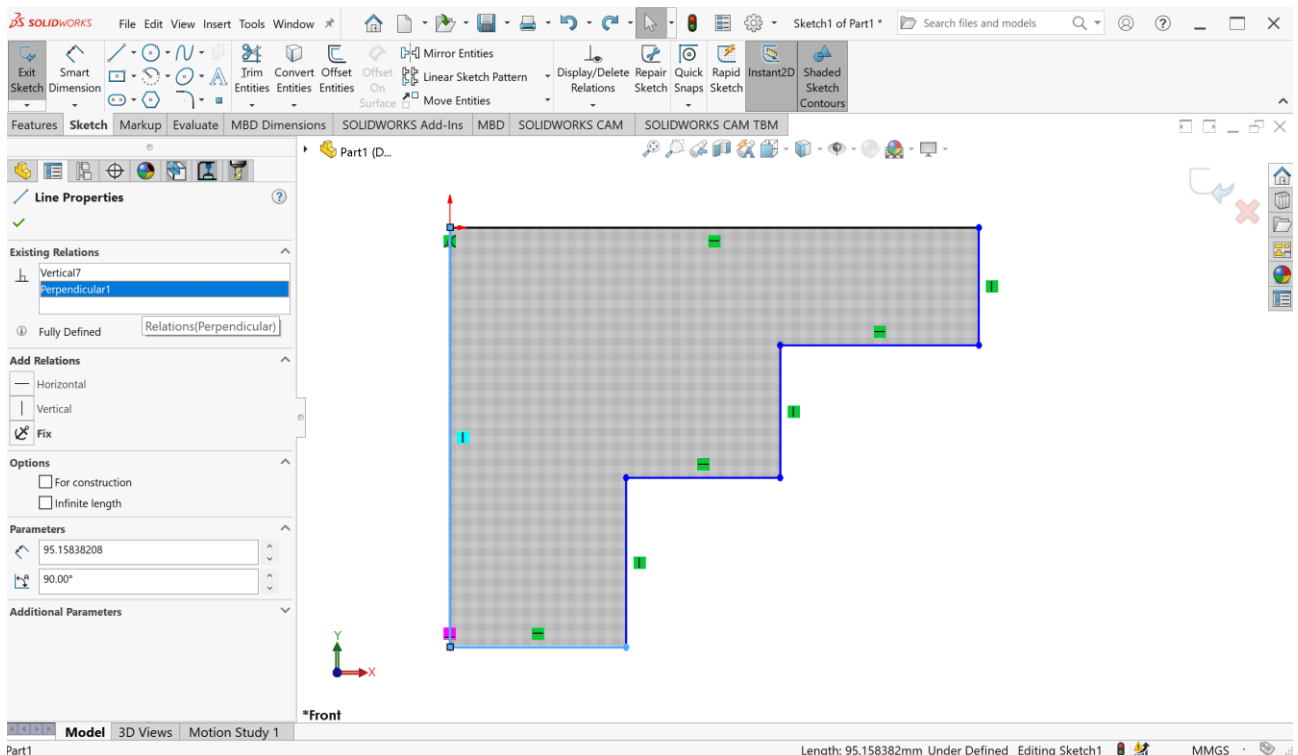 SOLIDWORKS File Edit View Insert Tools Window Sketch1 of Part1 * Search files and models
Exit Sketch
Smart Dimension
Trim Entities
Convert Entities
Offset Entities
Offset On Surface
Mirror Entities
Linear Sketch Pattern
Move Entities
Display/Delete Relations
Repair Sketch
Quick Snaps
Rapid Sketch
Instant2D
Shaded Sketch Contours
Features Sketch Markup Evaluate MBD Dimensions SOLIDWORKS Add-Ins MBD SOLIDWORKS CAM SOLIDWORKS CAM TBM
Part1 (D...
Line Properties
Existing Relations
Vertical7
Perpendicular1
Fully Defined
Relations(Perpendicular)
Add Relations
Horizontal
Vertical
Fix
Options
For construction
Infinite length
Parameters
95.15838208
90.00°
Additional Parameters
Y
X
*Front
Model 3D Views Motion Study 1
Part1 Length: 95.158382mm Under Defined Editing Sketch1 MMGS